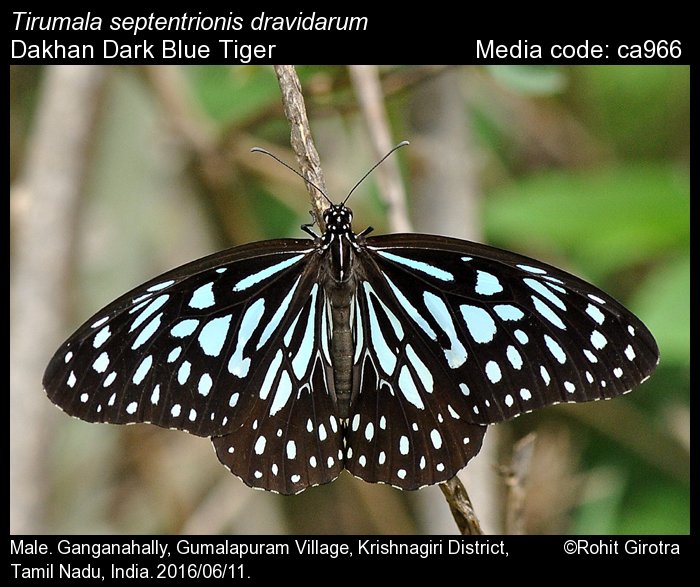 Tirumala septentrionis dravidarum
Dakhan Dark Blue Tiger Media code: ca966
Male. Ganganahally, Gumalapuram Village, Krishnagiri District, ©Rohit Girotra
Tamil Nadu, India. 2016/06/11.